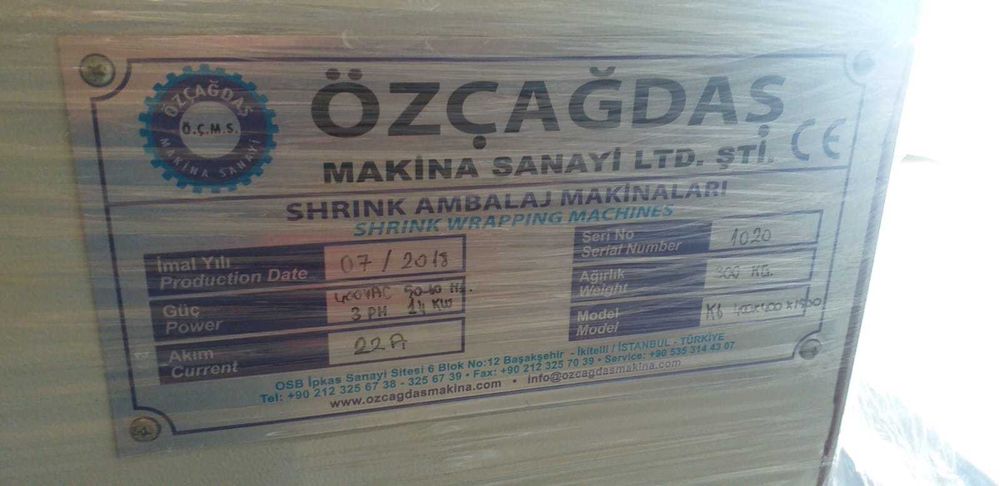 ÖZÇAĞDAŞ
Ö.Ç.M.S.
MAKİNA SANAYİ
ÖZÇAĞDAŞ
MAKİNA SANAYİ LTD. ŞTİ.
CE
SHRINK AMBALAJ MAKİNALARI
SHRINK WRAPPING MACHINES
İmal Yılı
Production Date
07/2018
Güç
Power
400VAC 50-60 Hz.
3 PH 14 KW
Akım
Current
22A
Seri No
Serial Number
1020
Ağırlık
Weight
300 KG.
Model
Model
OSB İpkas Sanayi Sitesi 6 Blok No:12 Başakşehir - İkitelli / İSTANBUL - TÜRKİYE
Tel: +90 212 325 67 38 - 325 67 39 • Fax: +90 212 325 70 39 • Service: +90 535 314 43 07
www.ozcagdasmakina.com • info@ozcagdasmakina.com